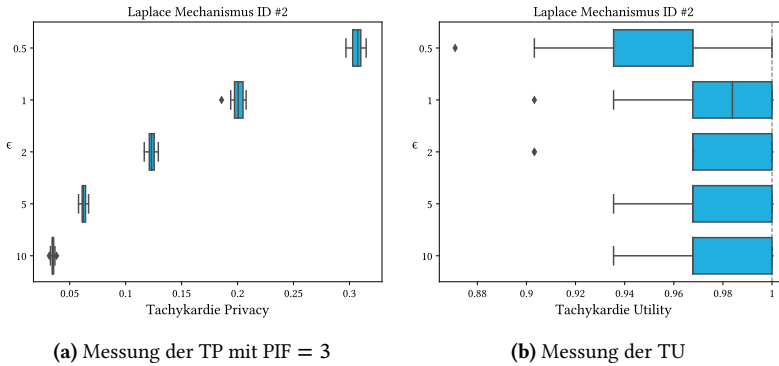 Laplace Mechanismus ID #2
0.5
1
ϵ
2
5
10
0.05 0.1 0.15 0.2 0.25 0.3
Tachykardie Privacy
(a) Messung der TP mit PIF = 3
Laplace Mechanismus ID #2
0.5
1
ϵ
2
5
10
0.88 0.9 0.92 0.94 0.96 0.98 1
Tachykardie Utility
(b) Messung der TU